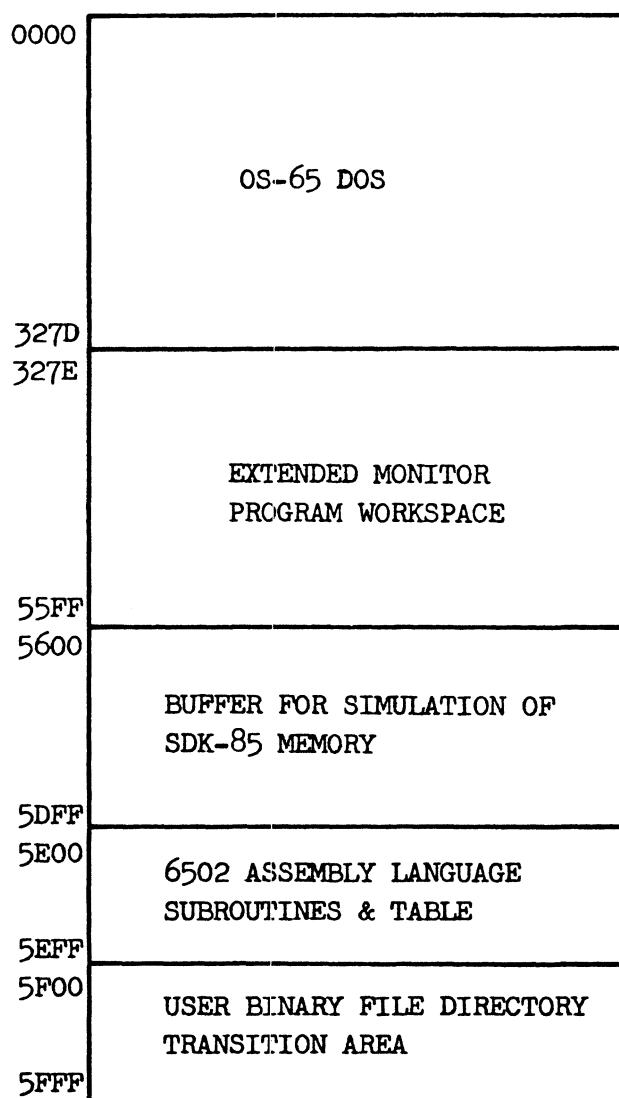 0000
OS-65 DOS
327D
327E
EXTENDED MONITOR
PROGRAM WORKSPACE
55FF
5600
BUFFER FOR SIMULATION OF
SDK-85 MEMORY
5DFF
5E00
6502 ASSEMBLY LANGUAGE
SUBROUTINES & TABLE
5EFF
5F00
USER BINARY FILE DIRECTORY
TRANSITION AREA
5FFF